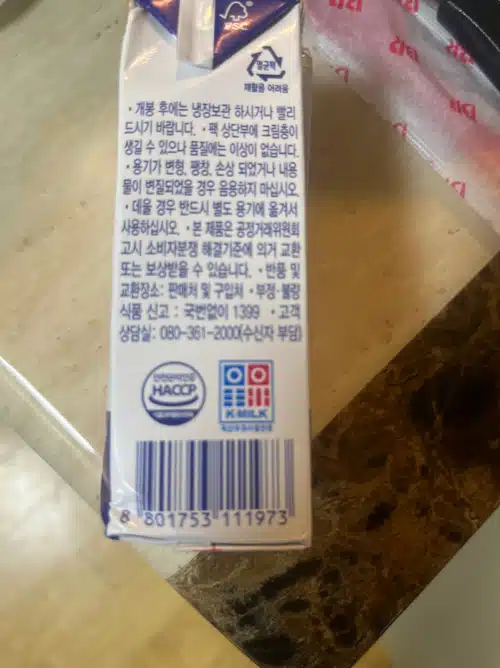 FSC
멸균팩
재활용 어려움
• 개봉 후에는 냉장보관 하시거나 빨리
드시기 바랍니다. • 팩 상단부에 크림층이
생길 수 있으나 품질에는 이상이 없습니다.
• 용기가 변형, 팽창, 손상 되었거나 내용
물이 변질되었을 경우 음용하지 마십시오.
• 데울 경우 반드시 별도 용기에 옮겨서
사용하십시오. • 본 제품은 공정거래위원회
고시 소비자분쟁 해결기준에 의거 교환
또는 보상받을 수 있습니다. • 반품 및
교환장소: 판매처 및 구입처 • 부정·불량
식품 신고 : 국번없이 1399 • 고객
상담실: 080-361-2000(수신자 부담)
안전관리인증
HACCP
K·MILK
8 801753 111973